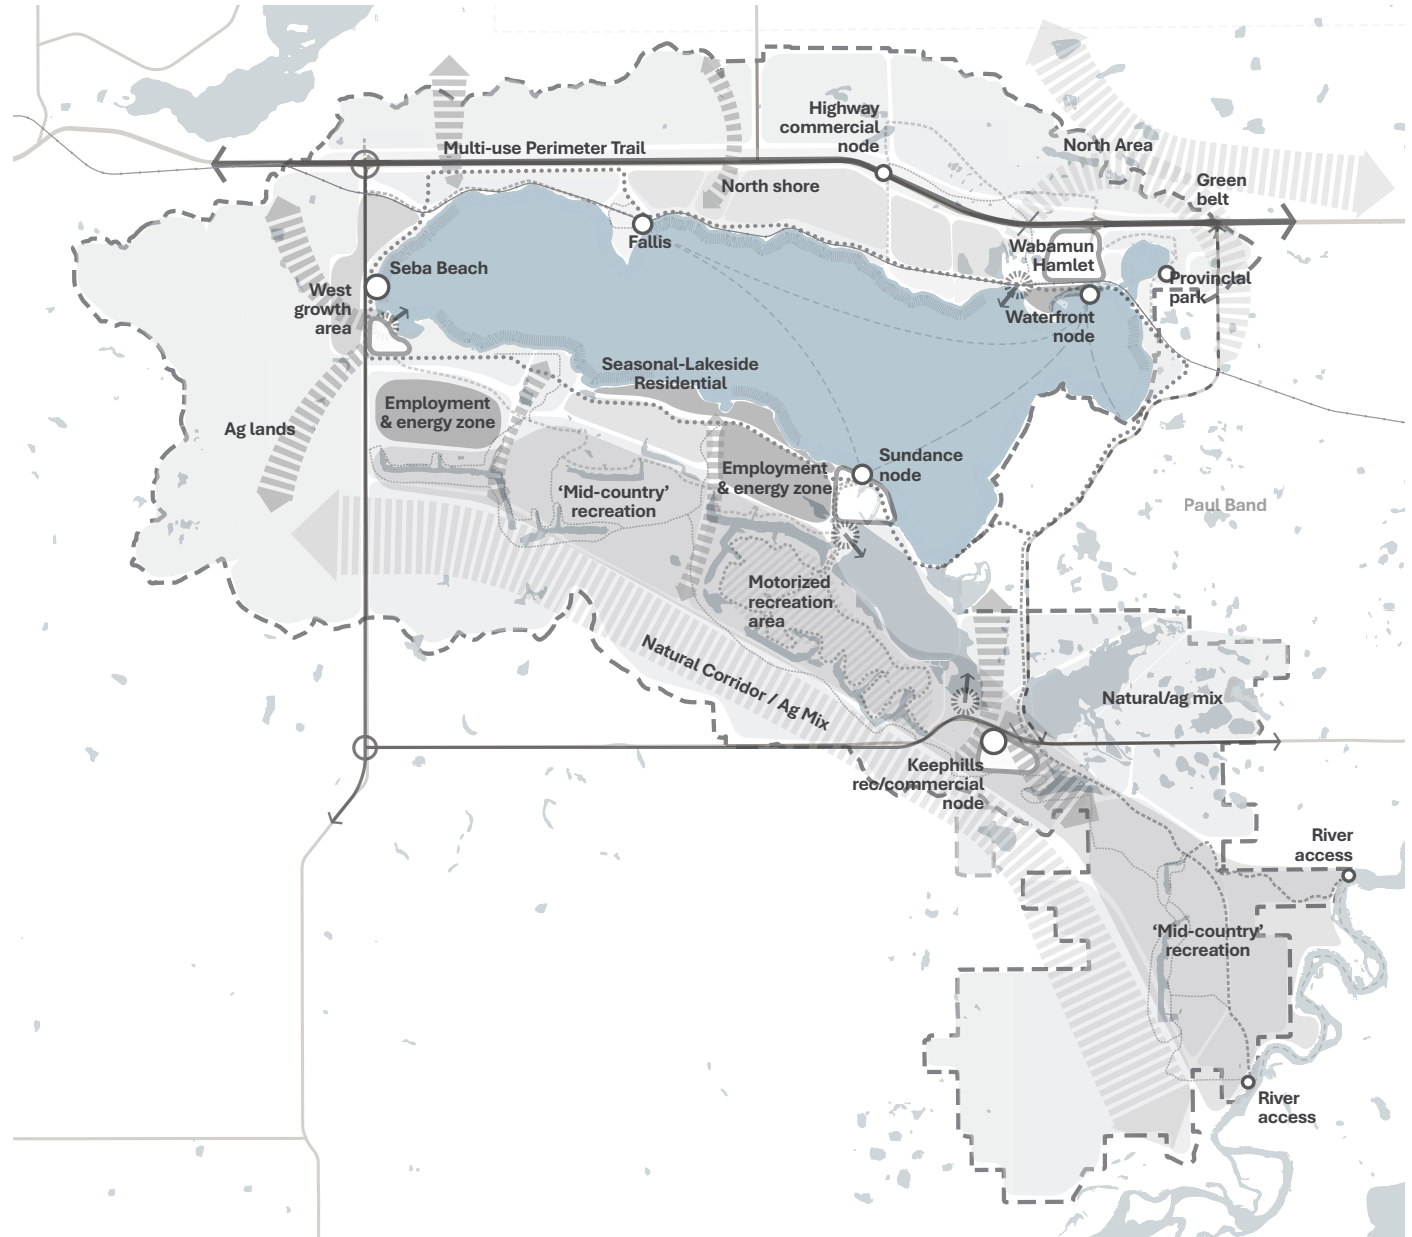 Highway
commercial
node
Multi-use Perimeter Trail
North Area
North shore
Green
belt
Fallis
Wabamun
Hamlet
Seba Beach
Provincial
park
West
growth
area
Waterfront
node
Seasonal-Lakeside
Residential
Employment
& energy zone
Ag lands
Sundance
node
Employment
& energy zone
‘Mid-country’
recreation
Paul Band
Motorized
recreation
area
Natural Corridor / Ag Mix
Natural/ag mix
Keephills
rec/commercial
node
River
access
‘Mid-country’
recreation
River
access